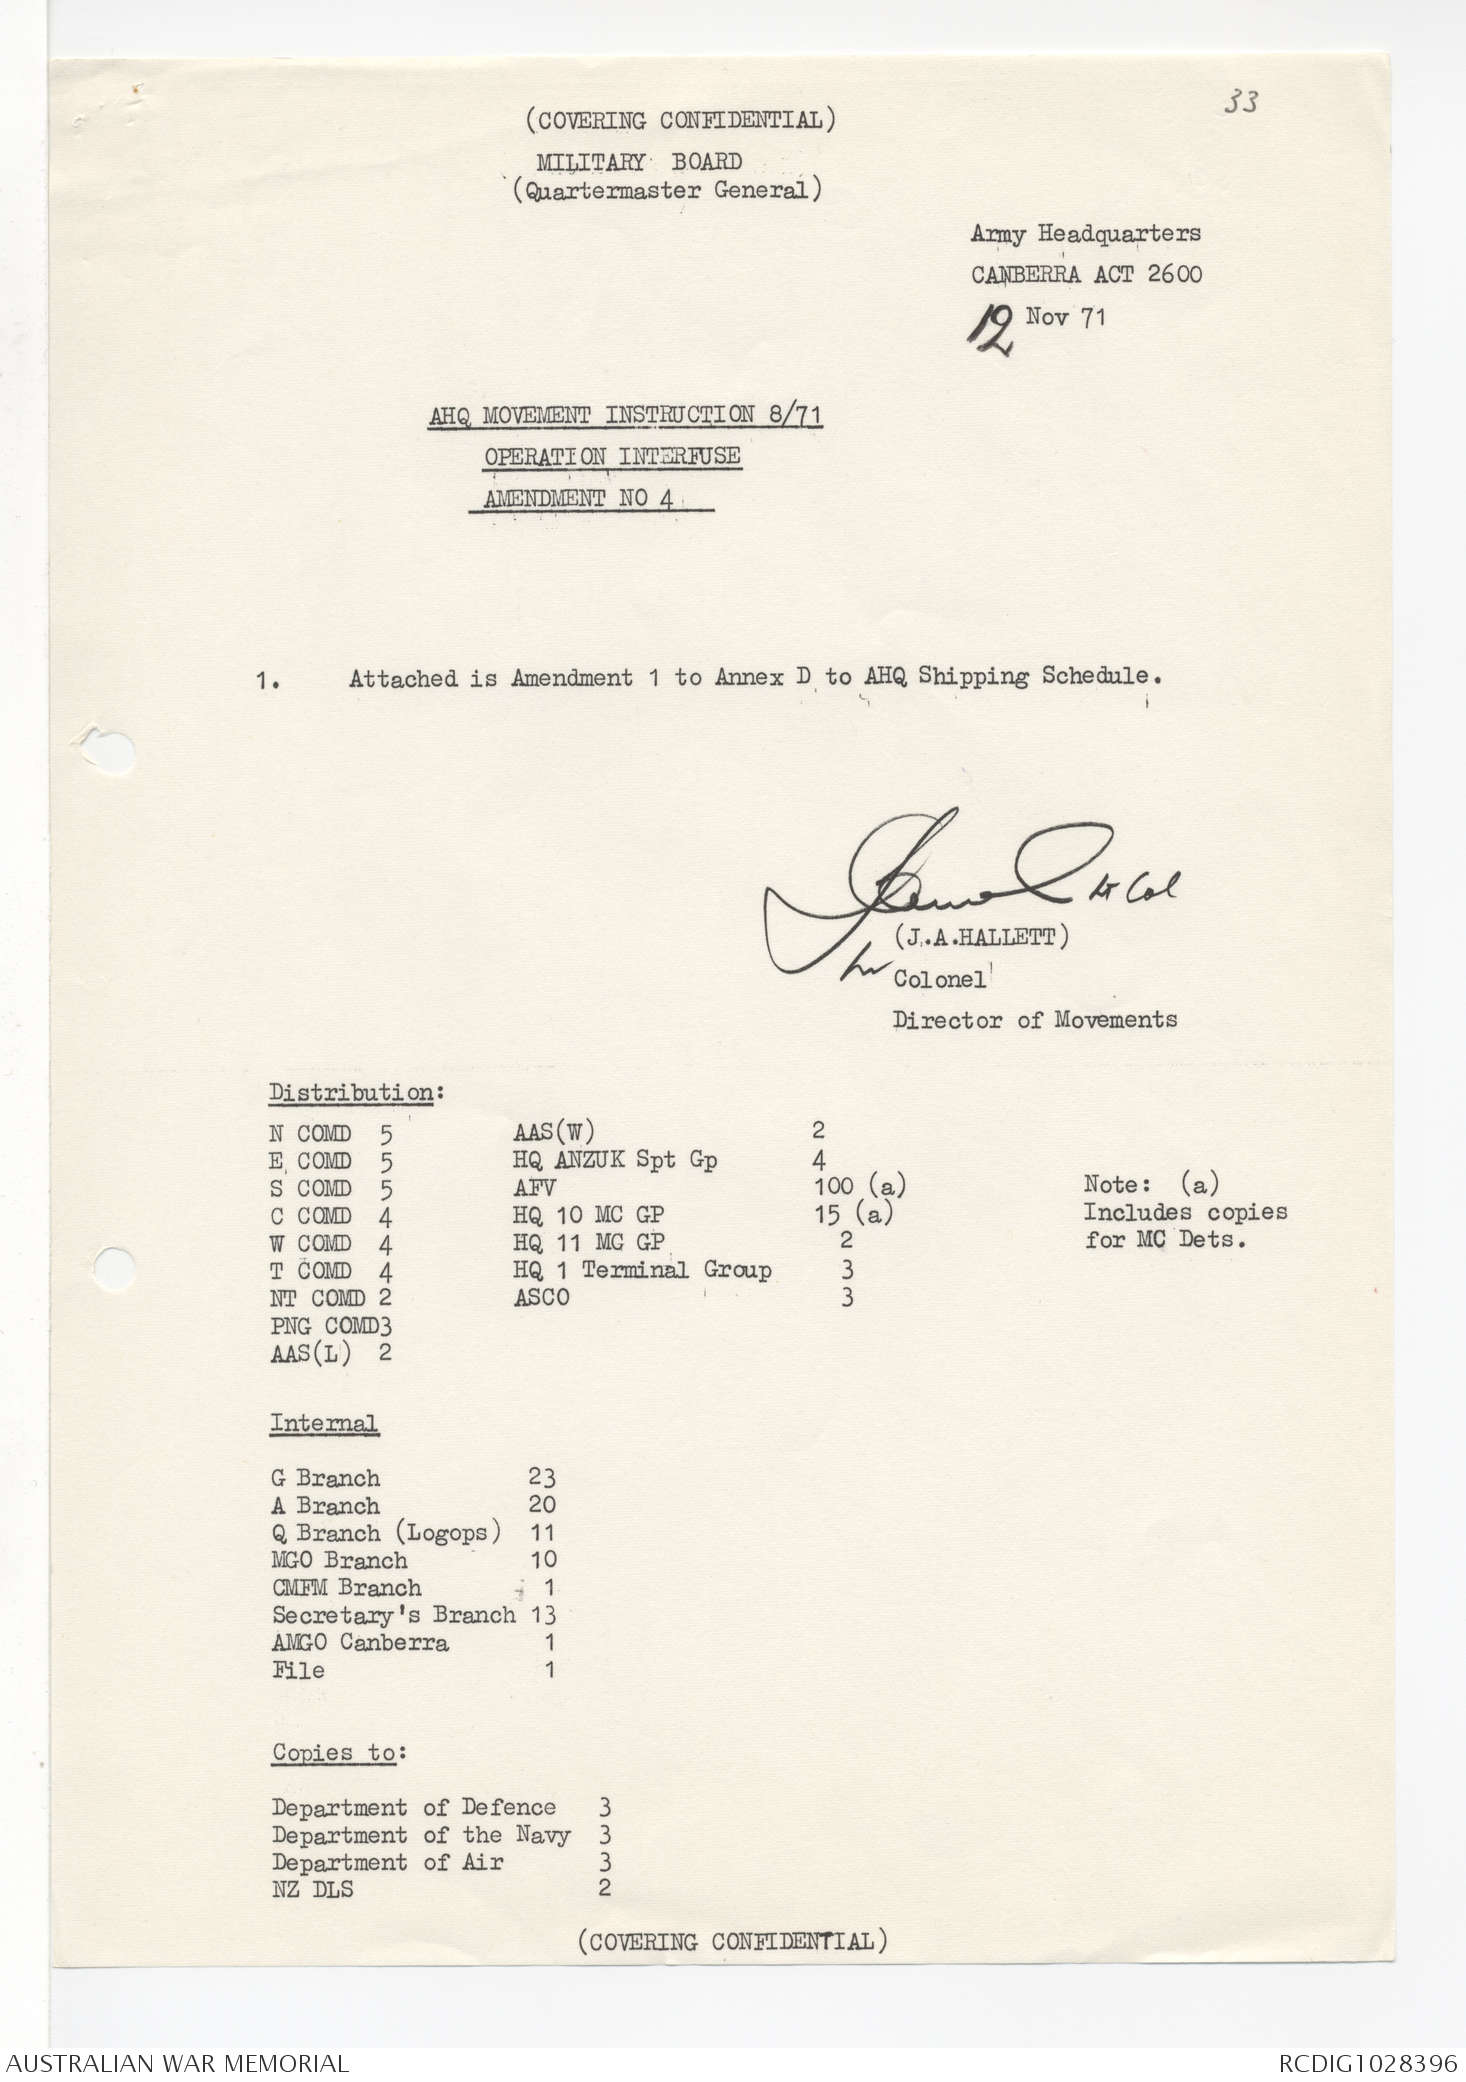 33
(COVERING CONFIDENTIAL)
MILITARY BOARD
(Quartermaster General)
Army Headquarters
CANBERRA ACT 2600
12 Nov 71
AHQ MOVEMENT INSTRUCTION 8/71
OPERATION INTERFUSE
AMENDMENT NO 4
1. Attached is Amendment 1 to Annex D to AHQ Shipping Schedule.
Lt Col
(J.A.HALLETT)
for Colonel
Director of Movements
Distribution:
N COMD 5 AAS(W) 2
E COMD 5 HQ ANZUK Spt Gp 4
S COMD 5 AFV 100 (a) Note: (a)
C COMD 4 HQ 10 MC GP 15 (a) Includes copies
W COMD 4 HQ 11 MG GP 2 for MC Dets.
T COMD 4 HQ 1 Terminal Group 3
NT COMD 2 ASCO 3
PNG COMD3
AAS(L) 2
Internal
G Branch 23
A Branch 20
Q Branch (Logops) 11
MGO Branch 10
CMFM Branch 1
Secretary's Branch 13
AMGO Canberra 1
File 1
Copies to:
Department of Defence 3
Department of the Navy 3
Department of Air 3
NZ DLS 2
(COVERING CONFIDENTIAL)
AUSTRALIAN WAR MEMORIAL RCDIG1028396